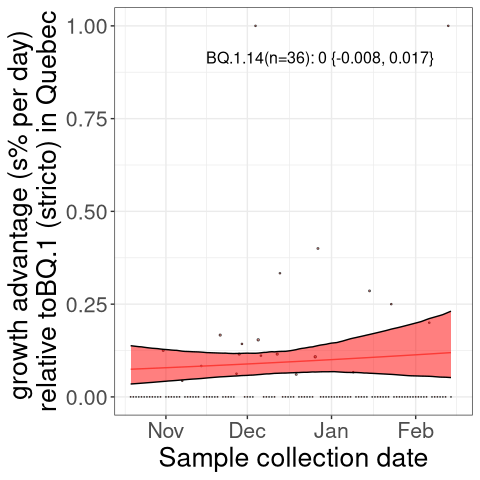 growth advantage (s% per day)
relative toBQ.1 (stricto) in Quebec
1.00
0.75
0.50
0.25
0.00
BQ.1.14(n=36): 0 {-0.008, 0.017}
Nov Dec Jan Feb
Sample collection date